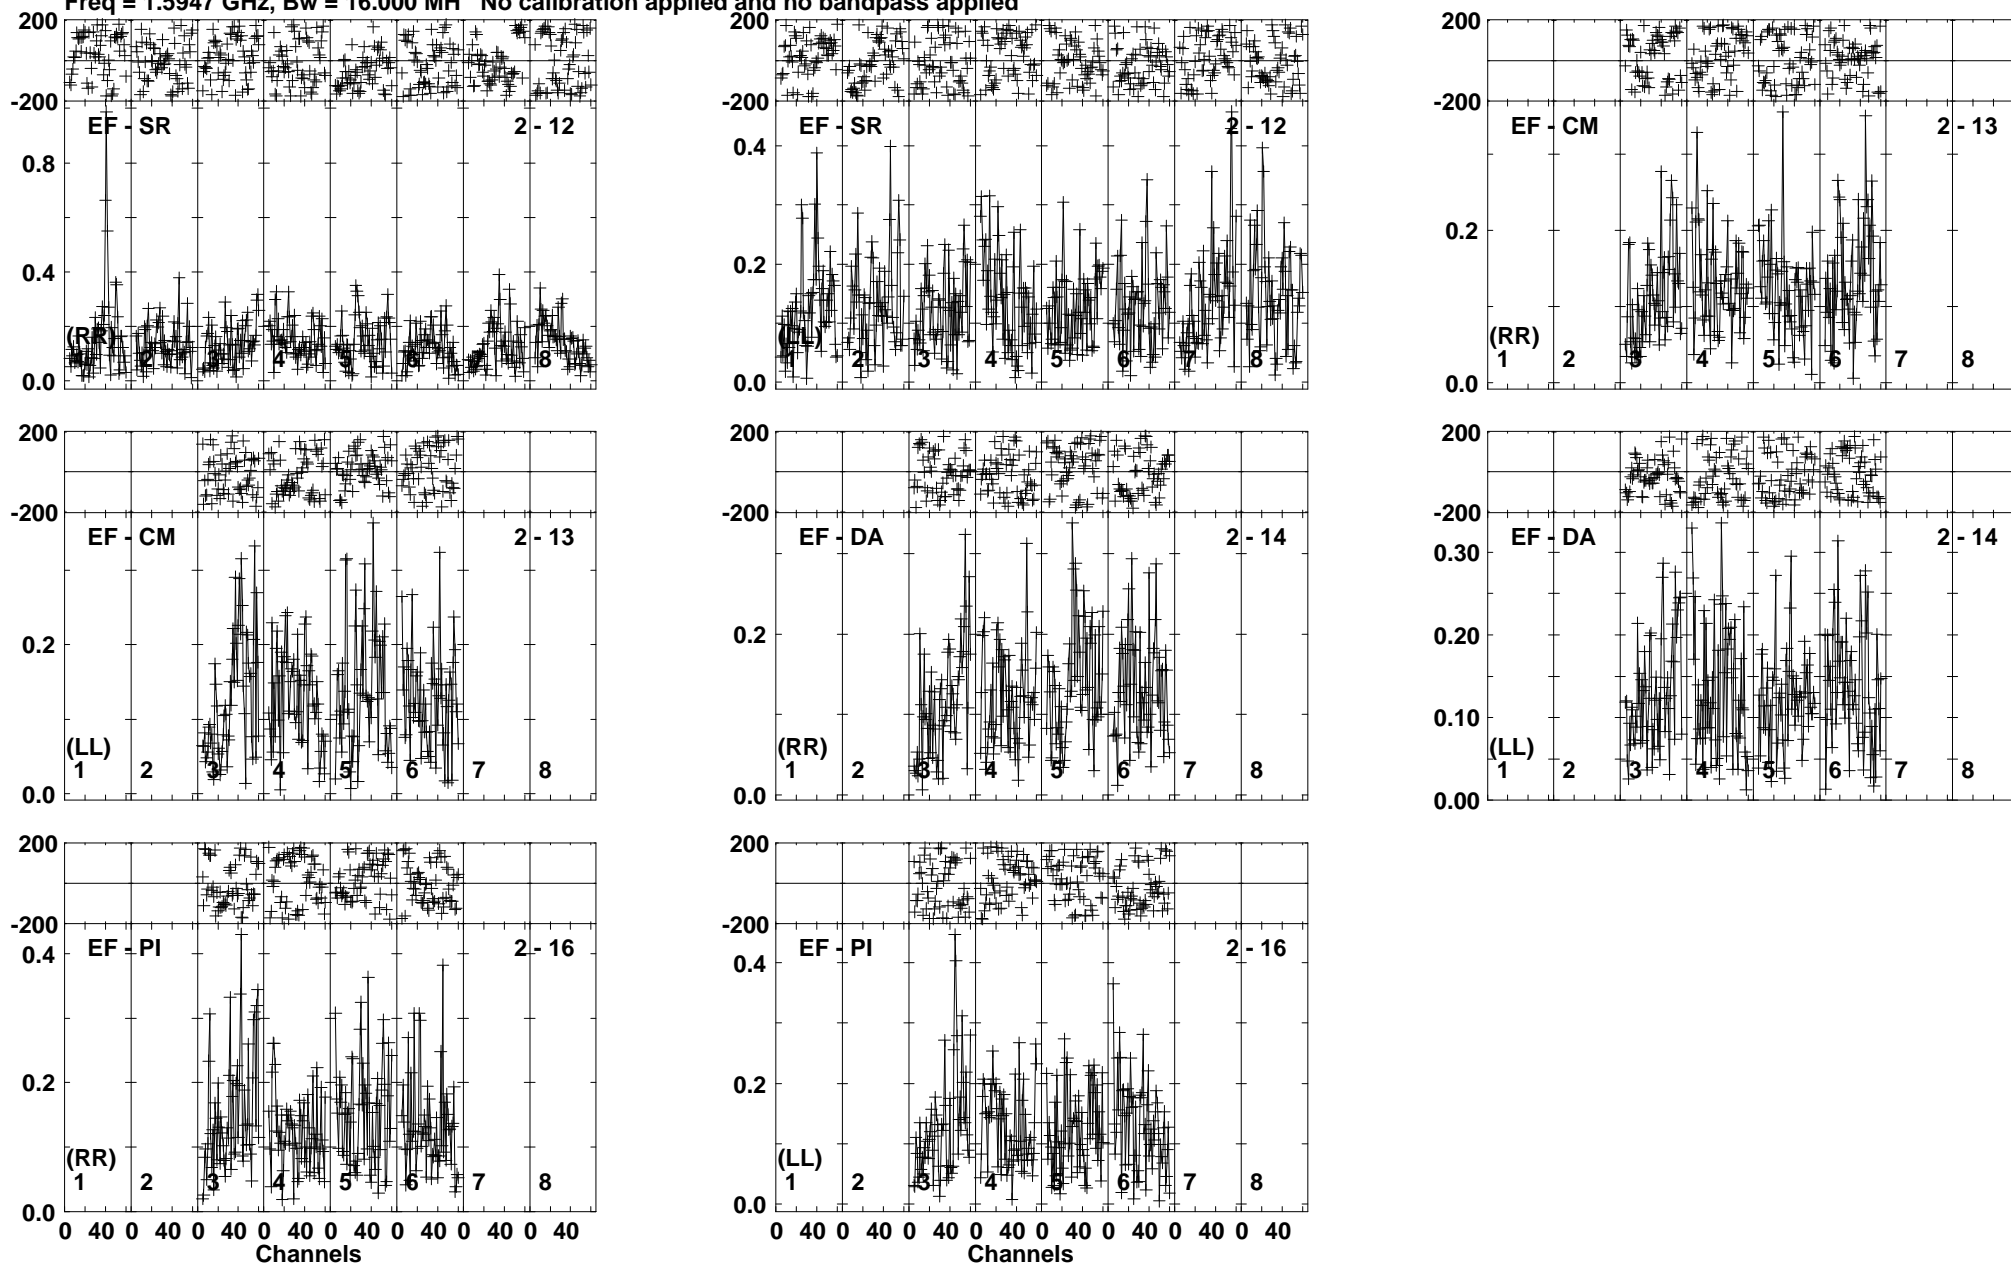 Freq = 1.5947 GHz, Bw = 16.000 MH No calibration applied and no bandpass applied
200
-200
EF - SR 2 - 12
0.8
0.4
0.0
(RR)
1 2 3 4 5 6 7 8
200
-200
EF - SR 2 - 12
0.4
0.2
0.0
(LL)
1 2 3 4 5 6 7 8
200
-200
EF - CM 2 - 13
0.2
0.0
(RR)
1 2 3 4 5 6 7 8
200
-200
EF - CM 2 - 13
0.2
0.0
(LL)
1 2 3 4 5 6 7 8
200
-200
EF - DA 2 - 14
0.2
0.0
(RR)
1 2 3 4 5 6 7 8
200
-200
EF - DA 2 - 14
0.30
0.20
0.10
0.00
(LL)
1 2 3 4 5 6 7 8
200
-200
EF - PI 2 - 16
0.4
0.2
0.0
(RR)
1 2 3 4 5 6 7 8
0 40 0 40 0 40 0 40 0 40 0 40 0 40 0 40
Channels
200
-200
EF - PI 2 - 16
0.4
0.2
0.0
(LL)
1 2 3 4 5 6 7 8
0 40 0 40 0 40 0 40 0 40 0 40 0 40 0 40
Channels